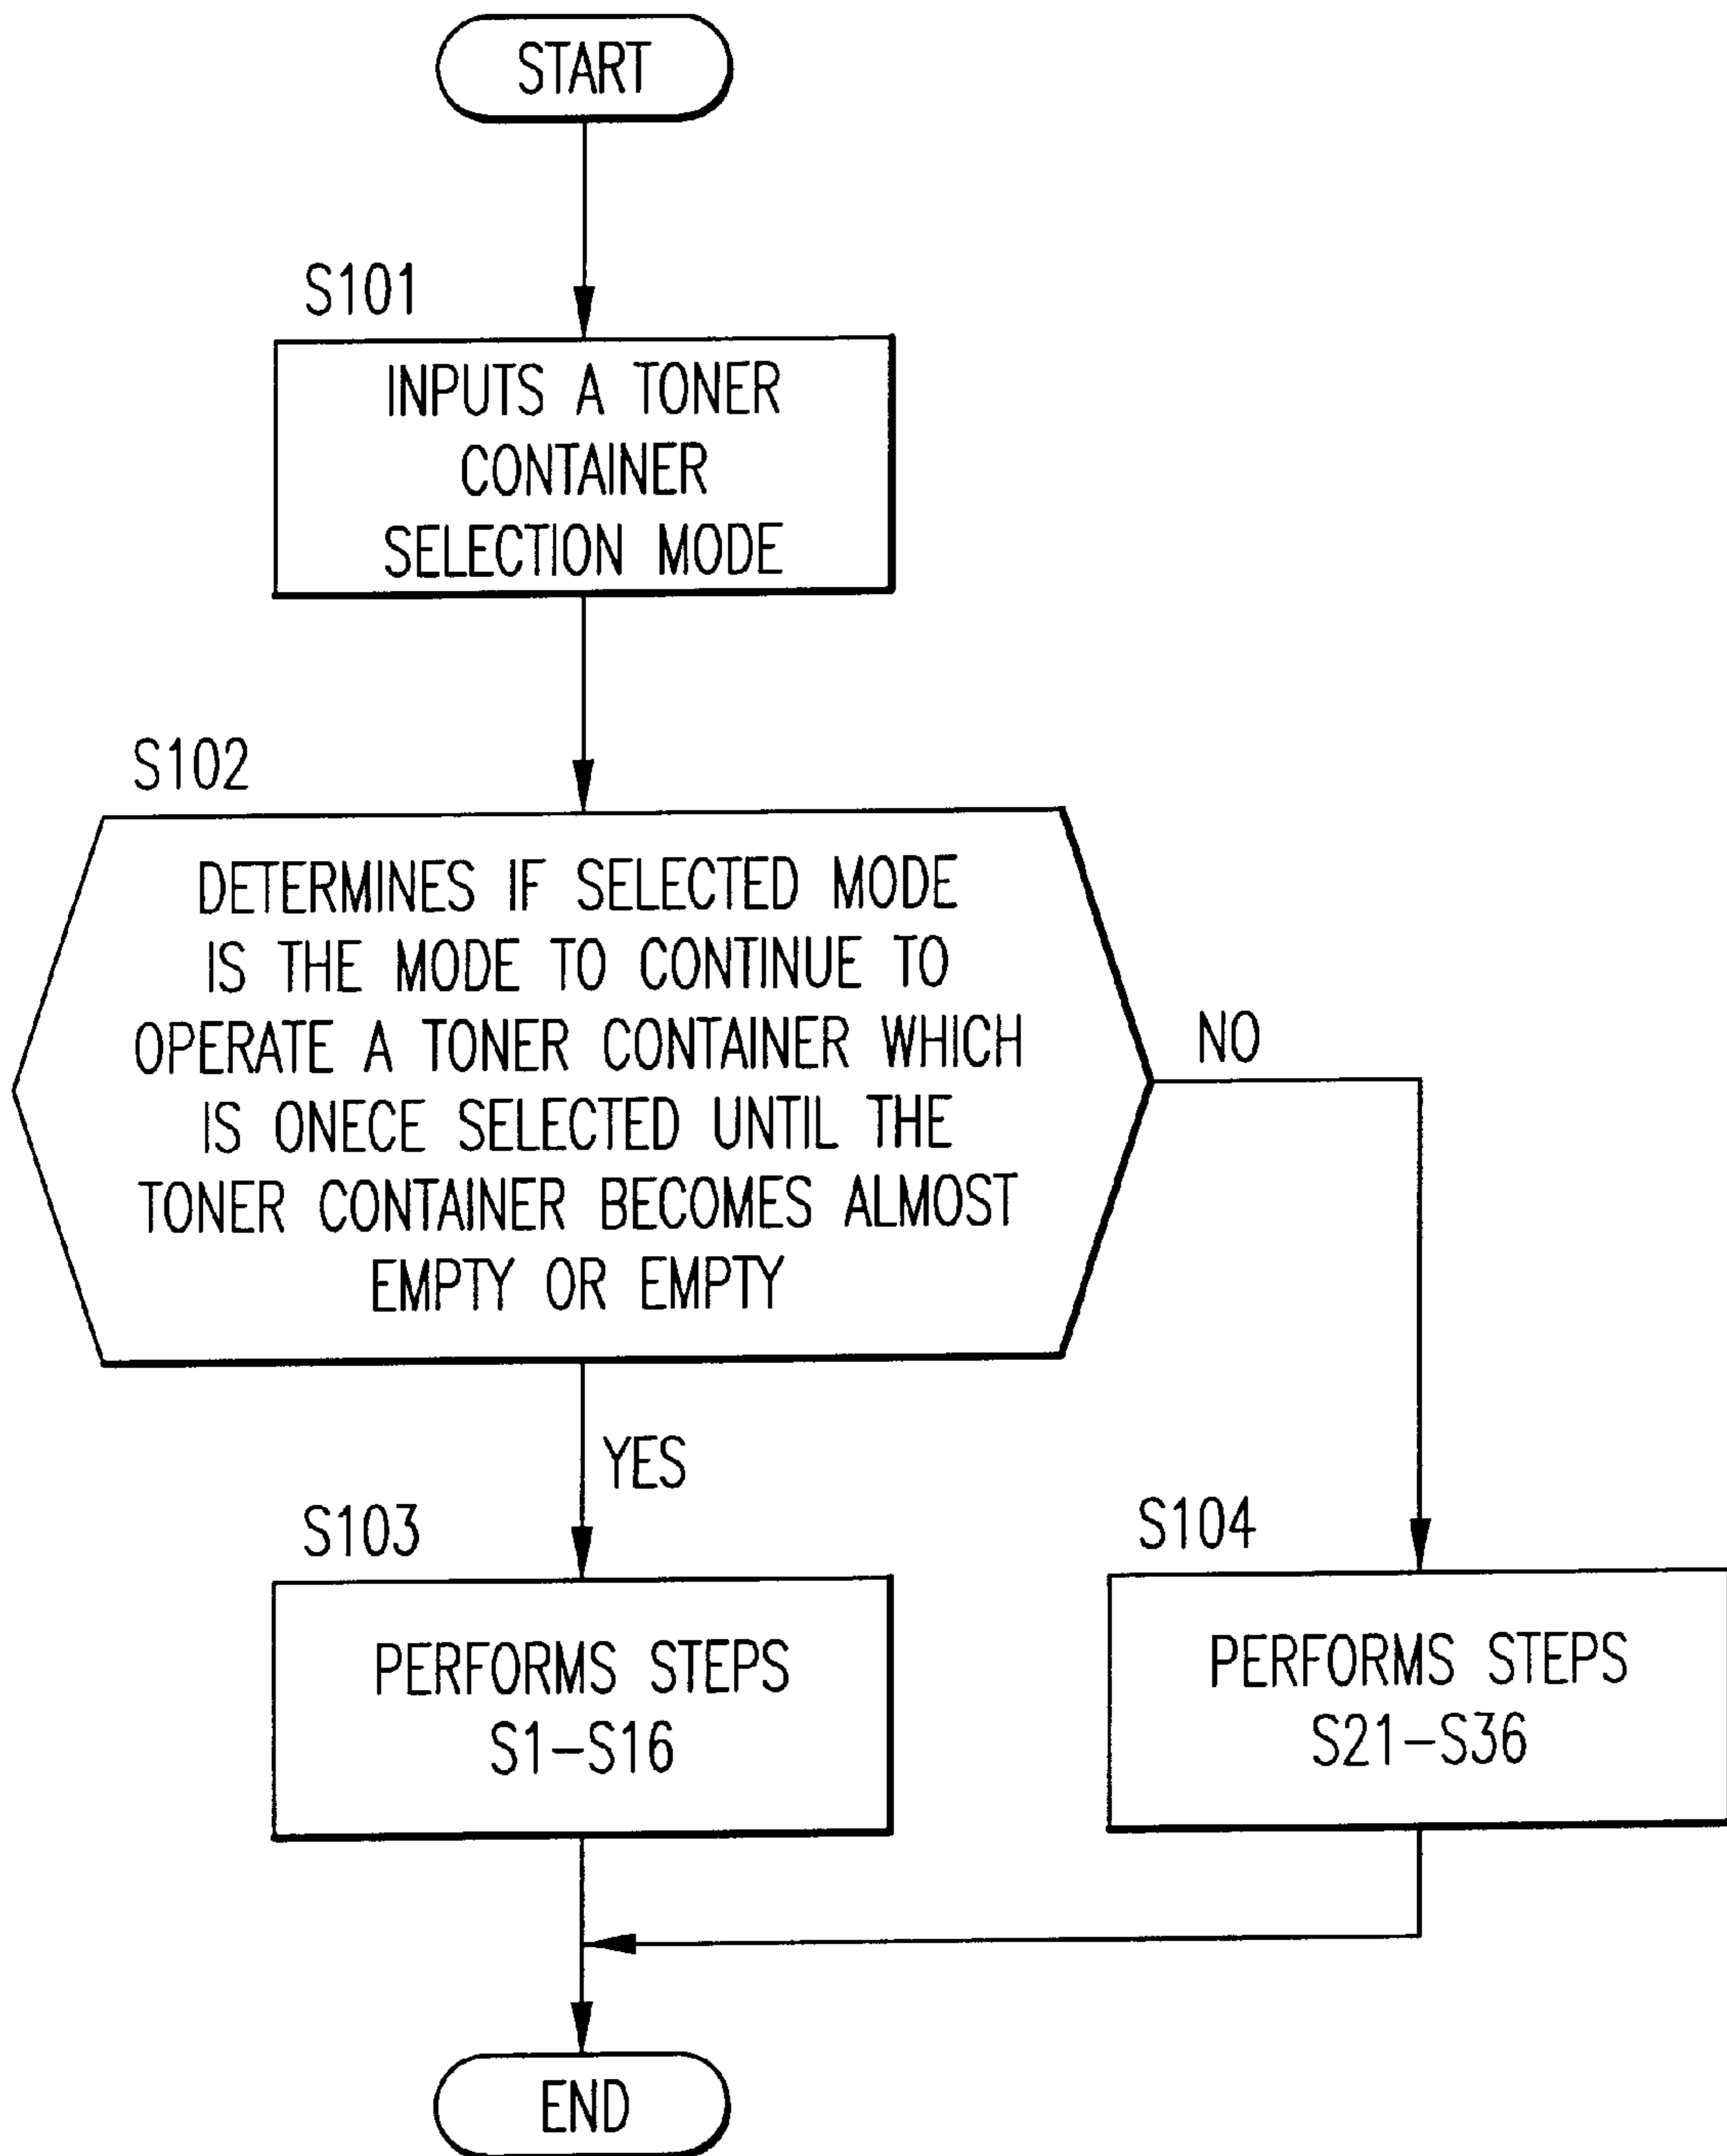 START
S101
INPUTS A TONER
CONTAINER
SELECTION MODE
S102
DETERMINES IF SELECTED MODE
IS THE MODE TO CONTINUE TO
OPERATE A TONER CONTAINER WHICH
IS ONECE SELECTED UNTIL THE
TONER CONTAINER BECOMES ALMOST
EMPTY OR EMPTY
NO
YES
S103
PERFORMS STEPS
S1–S16
S104
PERFORMS STEPS
S21–S36
END